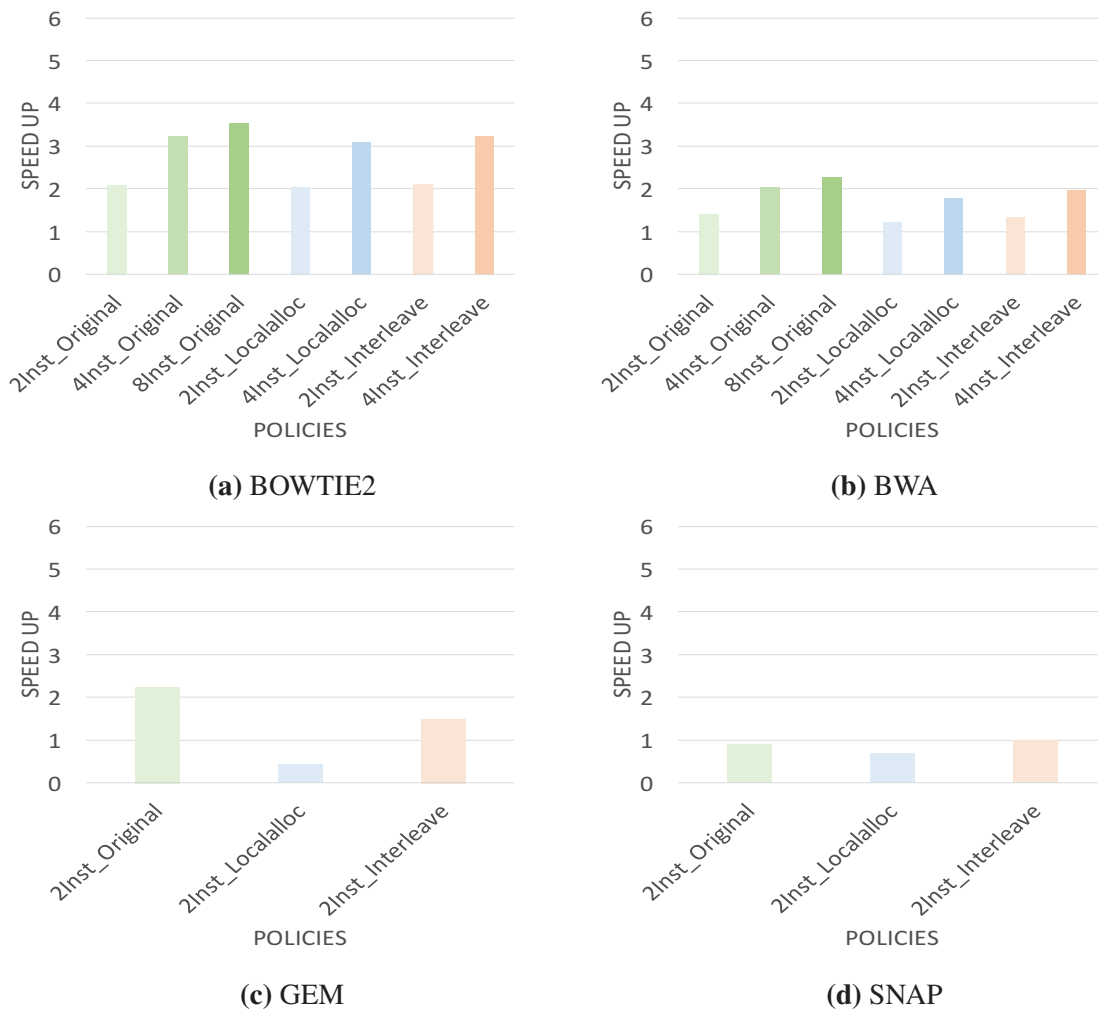 6
5
4
3
2
1
0
SPEED UP
2Inst_Original
4Inst_Original
8Inst_Original
2Inst_Localalloc
4Inst_Localalloc
2Inst_Interleave
4Inst_Interleave
POLICIES
(a) BOWTIE2
6
5
4
3
2
1
0
SPEED UP
2Inst_Original
4Inst_Original
8Inst_Original
2Inst_Localalloc
4Inst_Localalloc
2Inst_Interleave
4Inst_Interleave
POLICIES
(b) BWA
6
5
4
3
2
1
0
SPEED UP
2Inst_Original
2Inst_Localalloc
2Inst_Interleave
POLICIES
(c) GEM
6
5
4
3
2
1
0
SPEED UP
2Inst_Original
2Inst_Localalloc
2Inst_Interleave
POLICIES
(d) SNAP